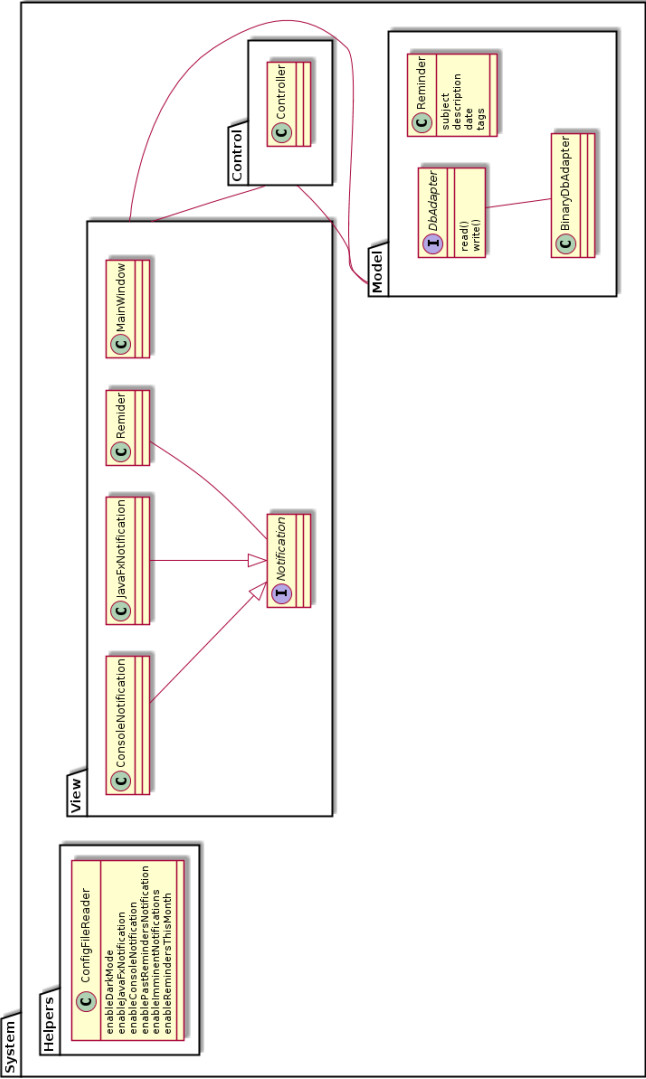 System
Helpers
C ConfigFileReader
enableDarkMode
enableJavaFxNotification
enableConsoleNotification
enablePastRemindersNotification
enableImminentNotifications
enableRemindersThisMonth
View
C ConsoleNotification
C JavaFxNotification
C Remider
C MainWindow
I Notification
Control
C Controller
Model
I DbAdapter
read()
write()
C Reminder
subject
description
date
tags
C BinaryDbAdapter